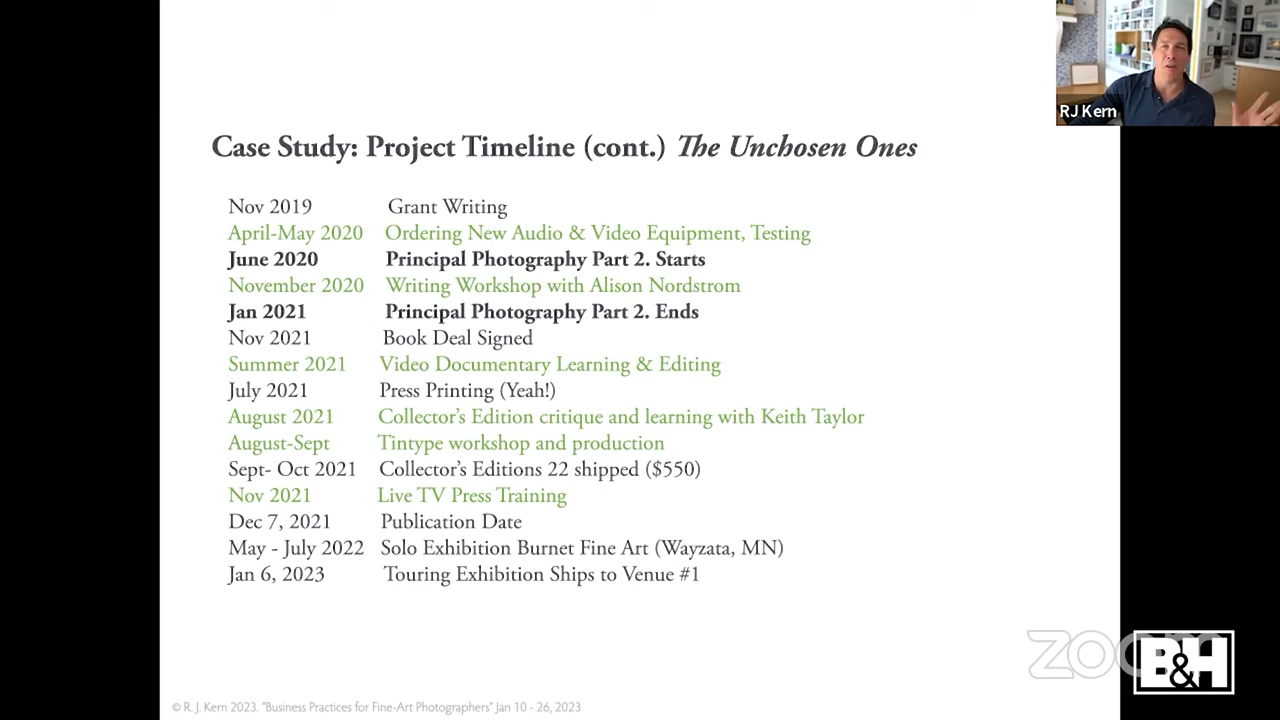 RJ Kern
Case Study: Project Timeline (cont.) The Unchosen Ones
Nov 2019 Grant Writing
April-May 2020 Ordering New Audio & Video Equipment, Testing
June 2020 Principal Photography Part 2. Starts
November 2020 Writing Workshop with Alison Nordstrom
Jan 2021 Principal Photography Part 2. Ends
Nov 2021 Book Deal Signed
Summer 2021 Video Documentary Learning & Editing
July 2021 Press Printing (Yeah!)
August 2021 Collector's Edition critique and learning with Keith Taylor
August-Sept Tintype workshop and production
Sept- Oct 2021 Collector's Editions 22 shipped ($550)
Nov 2021 Live TV Press Training
Dec 7, 2021 Publication Date
May - July 2022 Solo Exhibition Burnet Fine Art (Wayzata, MN)
Jan 6, 2023 Touring Exhibition Ships to Venue #1
zoom
B&H
© R. J. Kern 2023. "Business Practices for Fine-Art Photographers" Jan 10 - 26, 2023